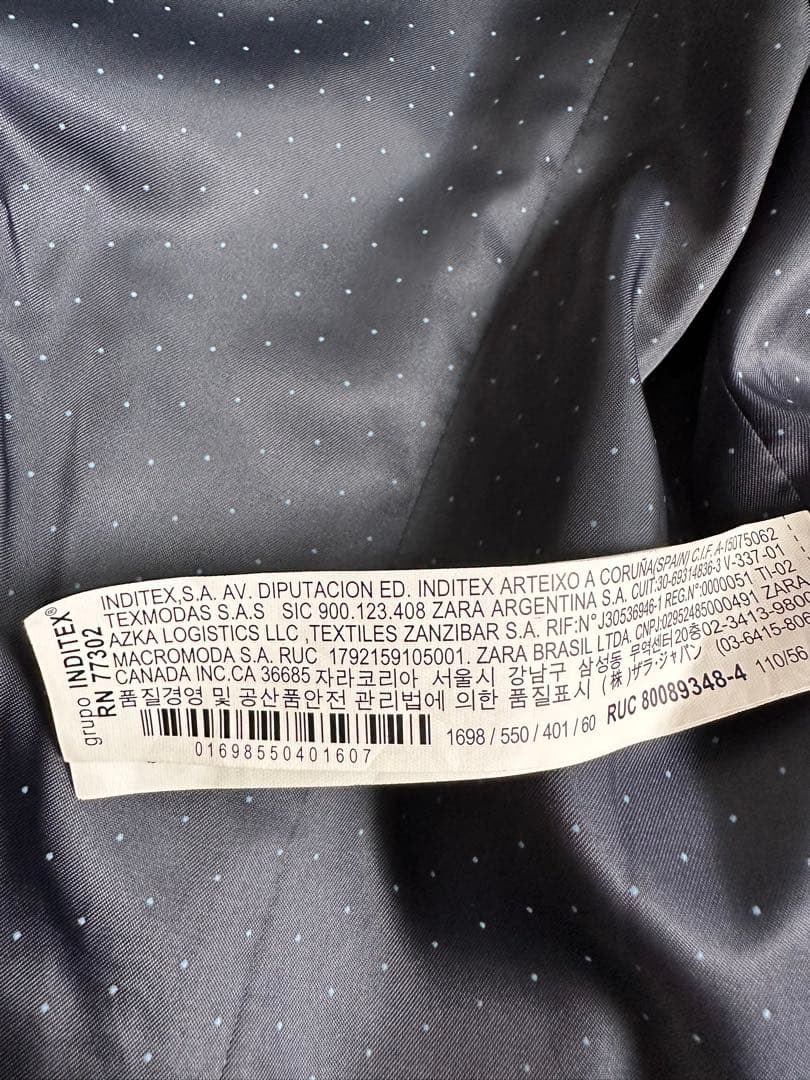 grupo INDITEX®
RN 77302
INDITEX,S.A. AV. DIPUTACION ED. INDITEX ARTEIXO A CORUÑA(SPAIN) C.I.F. A-15075062
TEXMODAS S.A.S SIC 900.123.408 ZARA ARGENTINA S.A. CUIT:30-69314836-3 V-337-01
AZKA LOGISTICS LLC ,TEXTILES ZANZIBAR S.A. RIF:N°J30536946-1 REG.N°:0000051 TI-02
MACROMODA S.A. RUC 1792159105001. ZARA BRASIL LTDA. CNPJ:02952485000491 ZARA
CANADA INC.CA 36685 자라코리아 서울시 강남구 삼성동 무역센터20층02-3413-9800
품질경영 및 공산품안전 관리법에 의한 품질표시 (株)ザラ・ジャパン (03-6415-806
01698550401607
1698 / 550 / 401 / 60 RUC 80089348-4 110/56